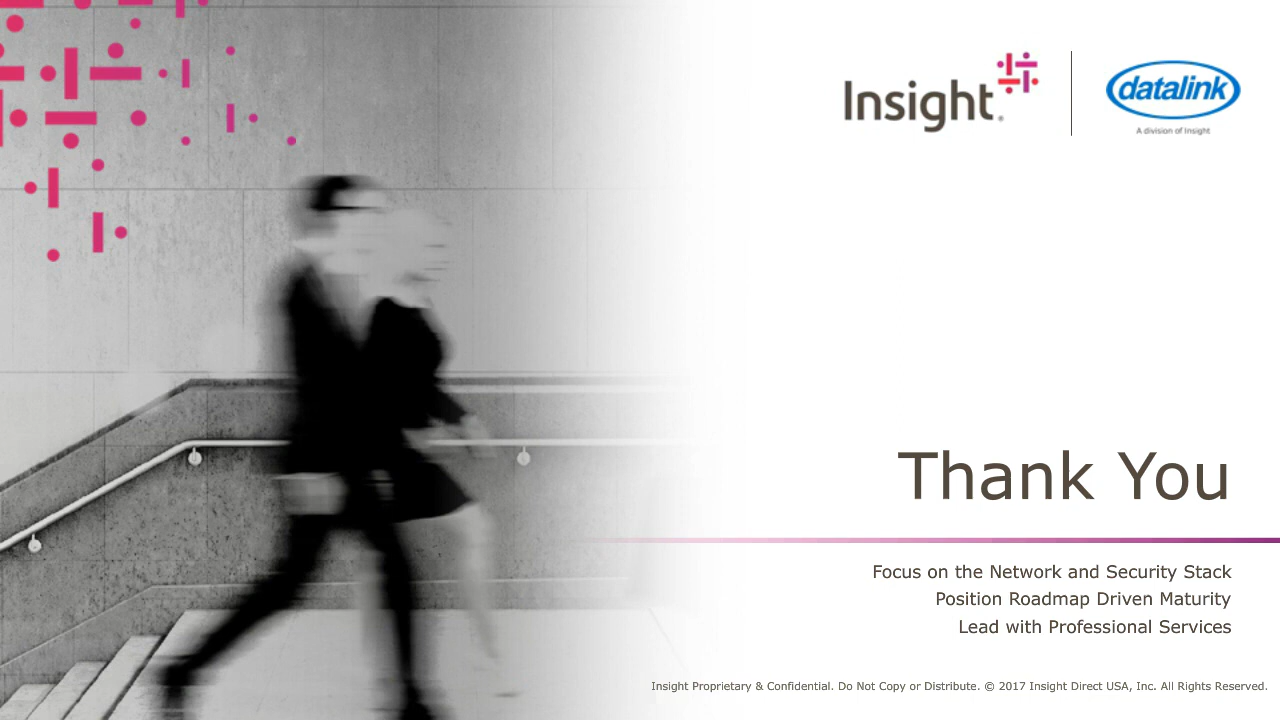 Insight®
datalink
A division of Insight
Thank You
Focus on the Network and Security Stack
Position Roadmap Driven Maturity
Lead with Professional Services
Insight Proprietary & Confidential. Do Not Copy or Distribute. © 2017 Insight Direct USA, Inc. All Rights Reserved.